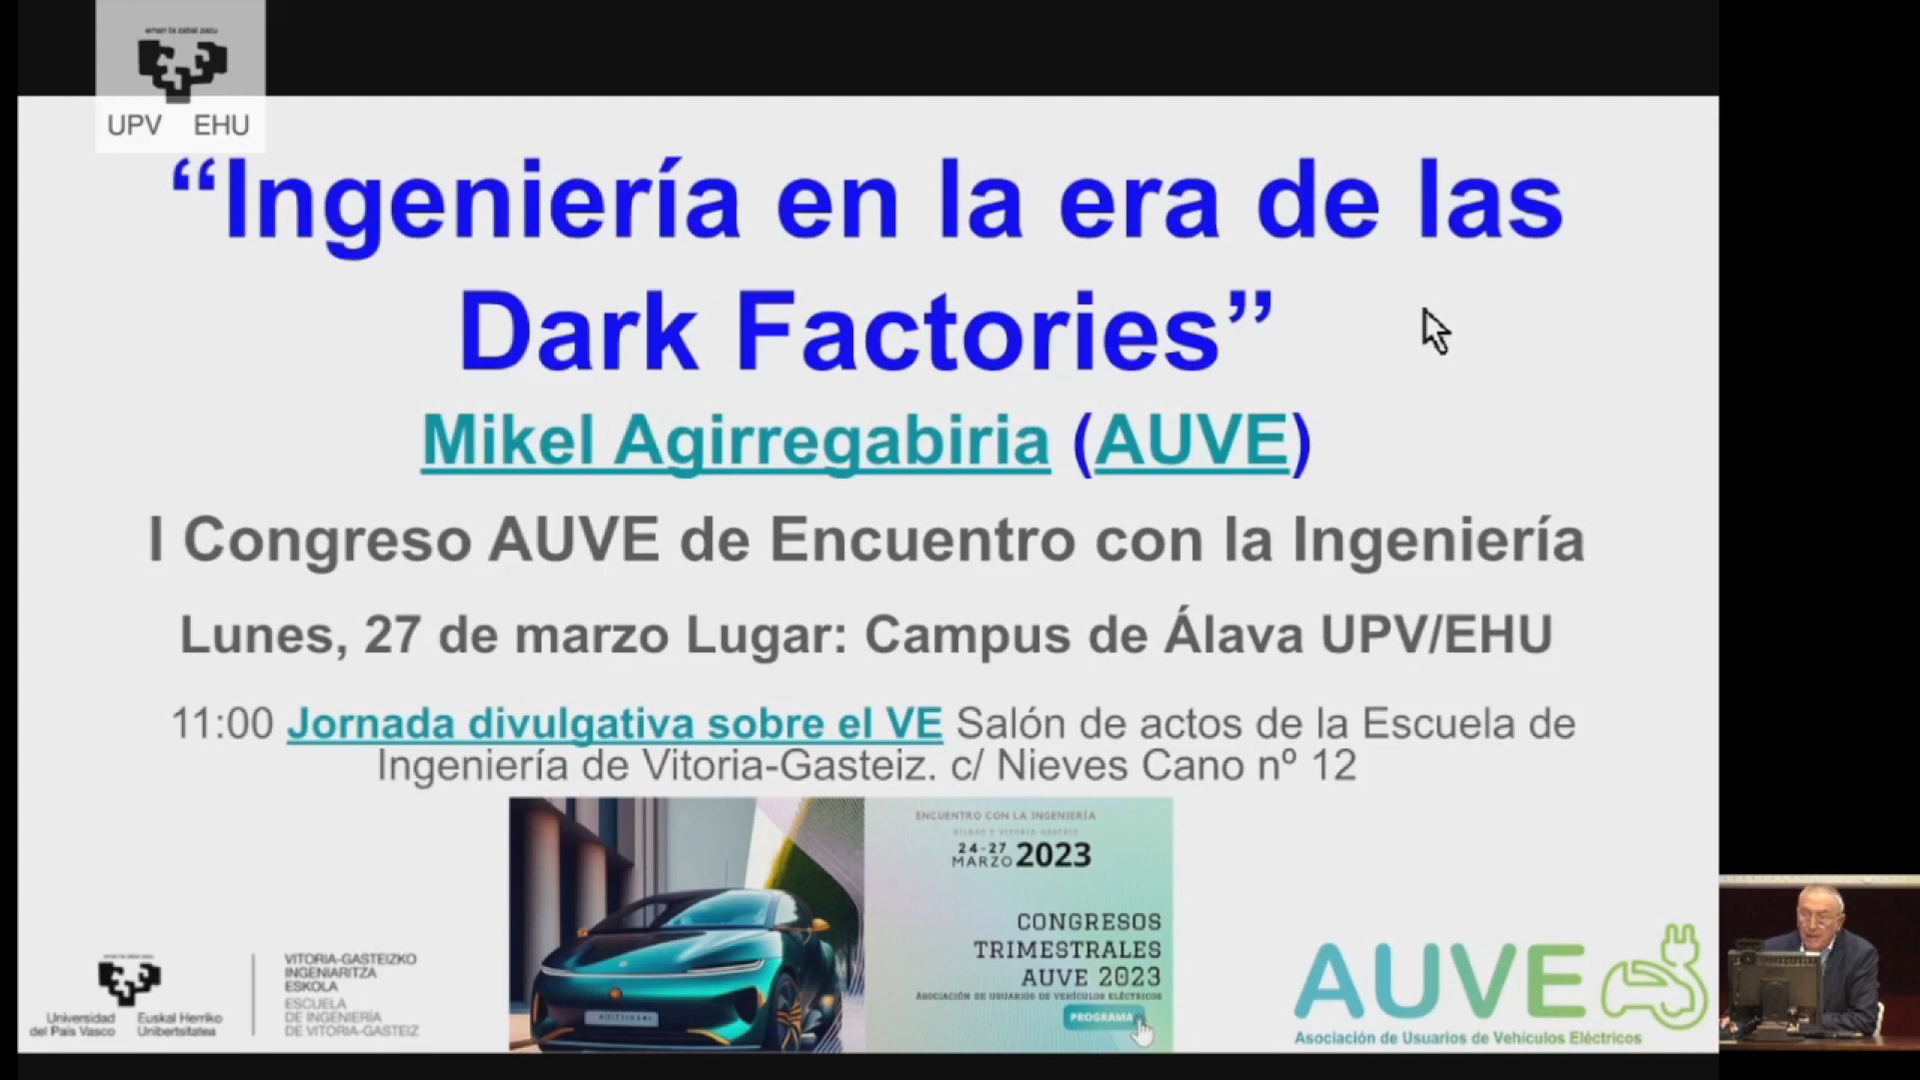 eman ta zabal zazu
UPV EHU
“Ingeniería en la era de las
Dark Factories”
Mikel Agirregabiria (AUVE)
I Congreso AUVE de Encuentro con la Ingeniería
Lunes, 27 de marzo Lugar: Campus de Álava UPV/EHU
11:00 Jornada divulgativa sobre el VE Salón de actos de la Escuela de
Ingeniería de Vitoria-Gasteiz. c/ Nieves Cano nº 12
ENCUENTRO CON LA INGENIERÍA
BILBAO Y VITORIA-GASTEIZ
24-27
MARZO 2023
CONGRESOS
TRIMESTRALES
AUVE 2023
ASOCIACIÓN DE USUARIOS DE VEHÍCULOS ELÉCTRICOS
PROGRAMA
eman ta zabal zazu
Universidad
del País Vasco
Euskal Herriko
Unibertsitatea
VITORIA-GASTEIZKO
INGENIARITZA
ESKOLA
ESCUELA
DE INGENIERÍA
DE VITORIA-GASTEIZ
AUVE
Asociación de Usuarios de Vehículos Eléctricos